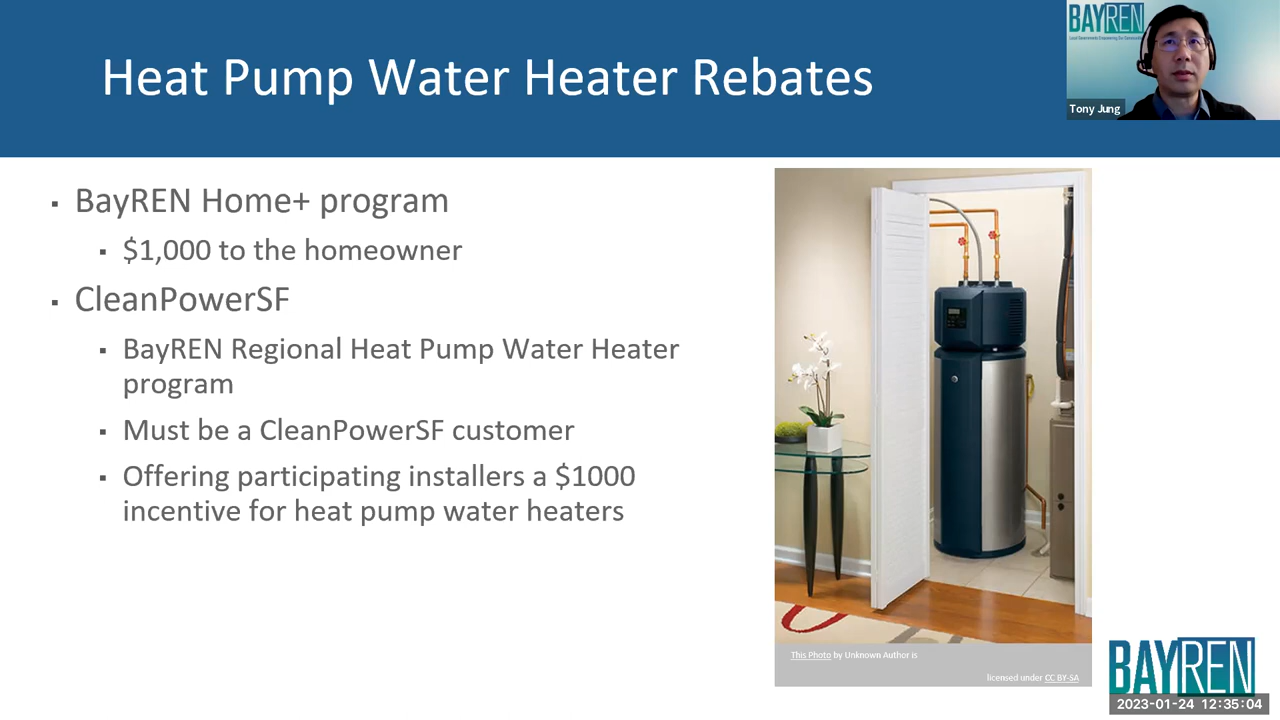 Heat Pump Water Heater Rebates
BAYREN
Tony Jung
▪ BayREN Home+ program
▪ $1,000 to the homeowner
▪ CleanPowerSF
▪ BayREN Regional Heat Pump Water Heater
program
▪ Must be a CleanPowerSF customer
▪ Offering participating installers a $1000
incentive for heat pump water heaters
This Photo by Unknown Author is
licensed under CC BY-SA
BAYREN
2023-01-24 12:35:04